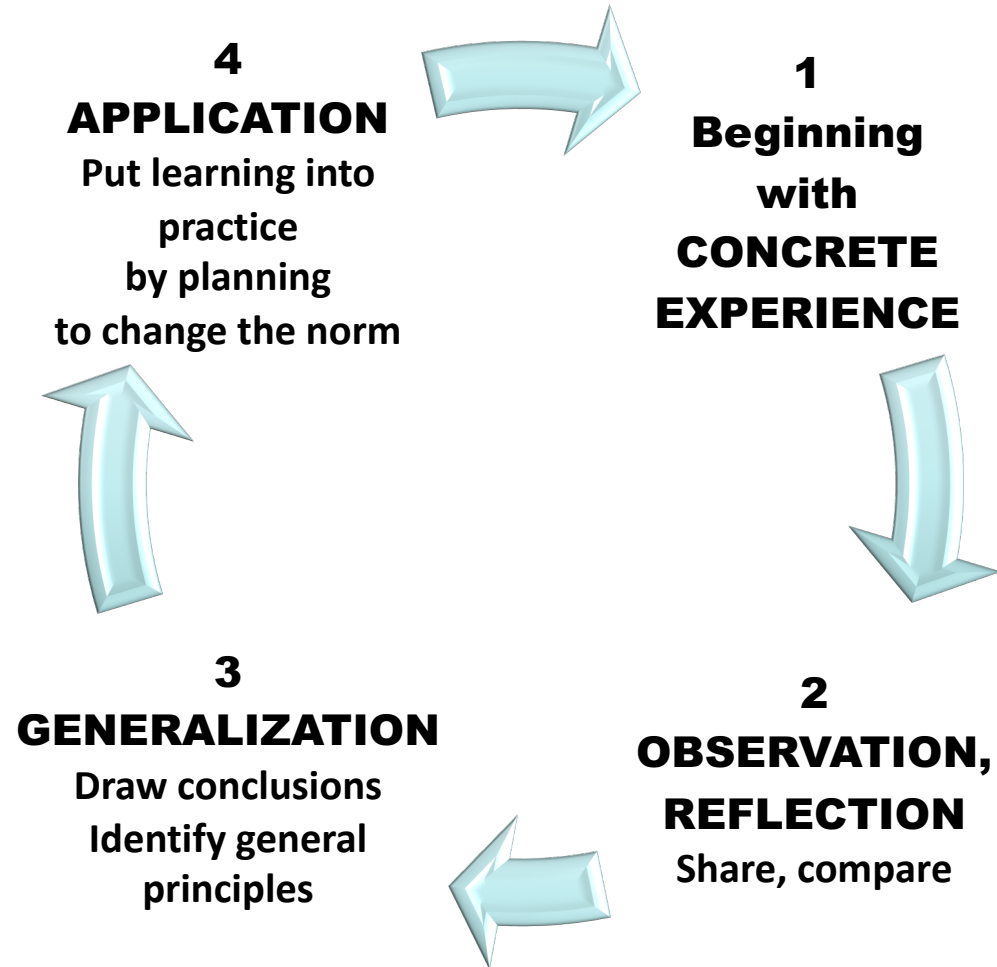 4
APPLICATION
Put learning into
practice
by planning
to change the norm
1
Beginning
with
CONCRETE
EXPERIENCE
2
OBSERVATION,
REFLECTION
Share, compare
3
GENERALIZATION
Draw conclusions
Identify general
principles